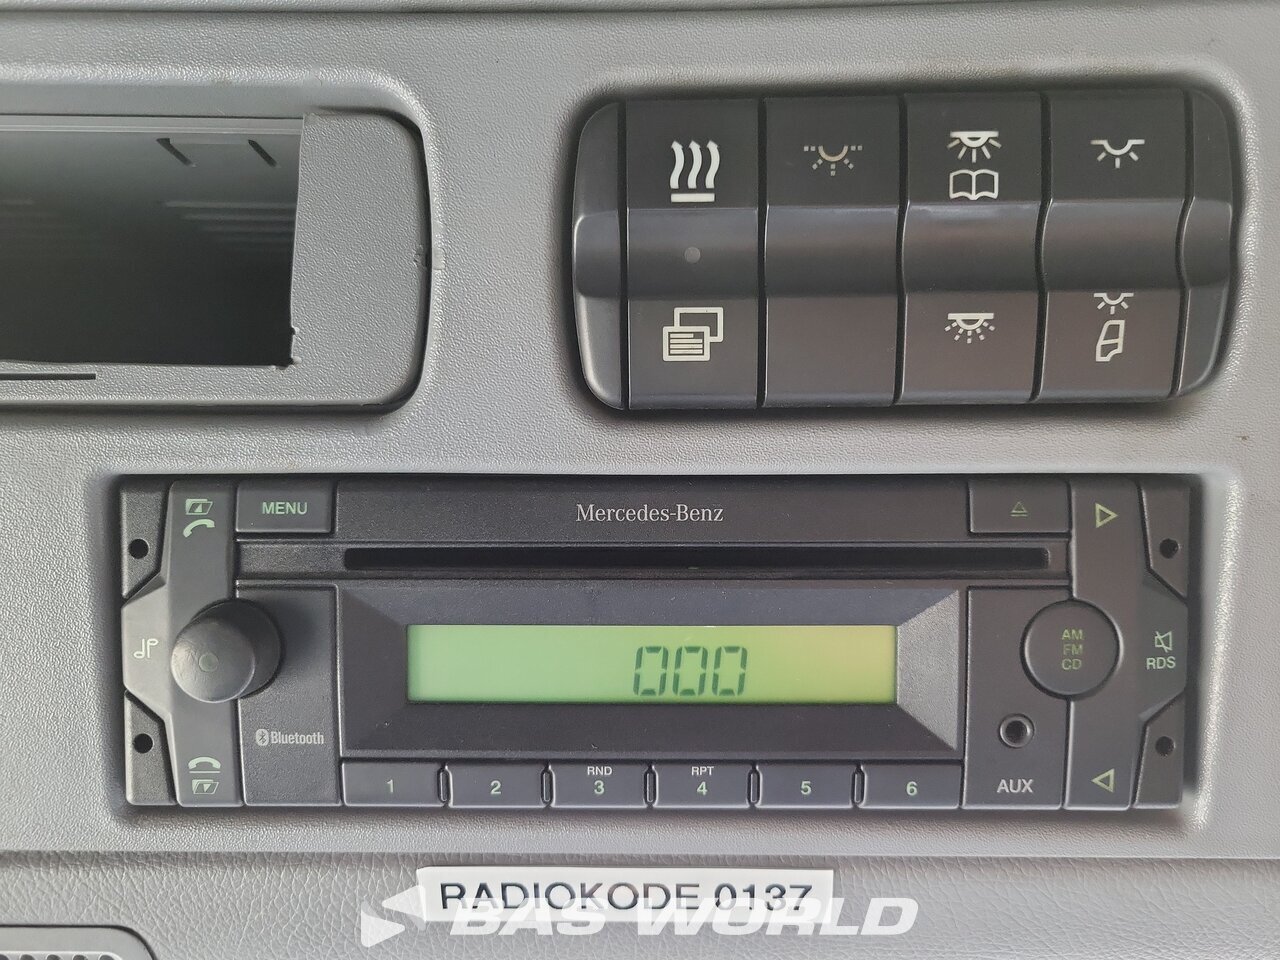 MENU
Mercedes-Benz
000
AM
FM
CD
RDS
Bluetooth
RND
RPT
1
2
3
4
5
6
AUX
RADIOKODE 0137
BAS WORLD